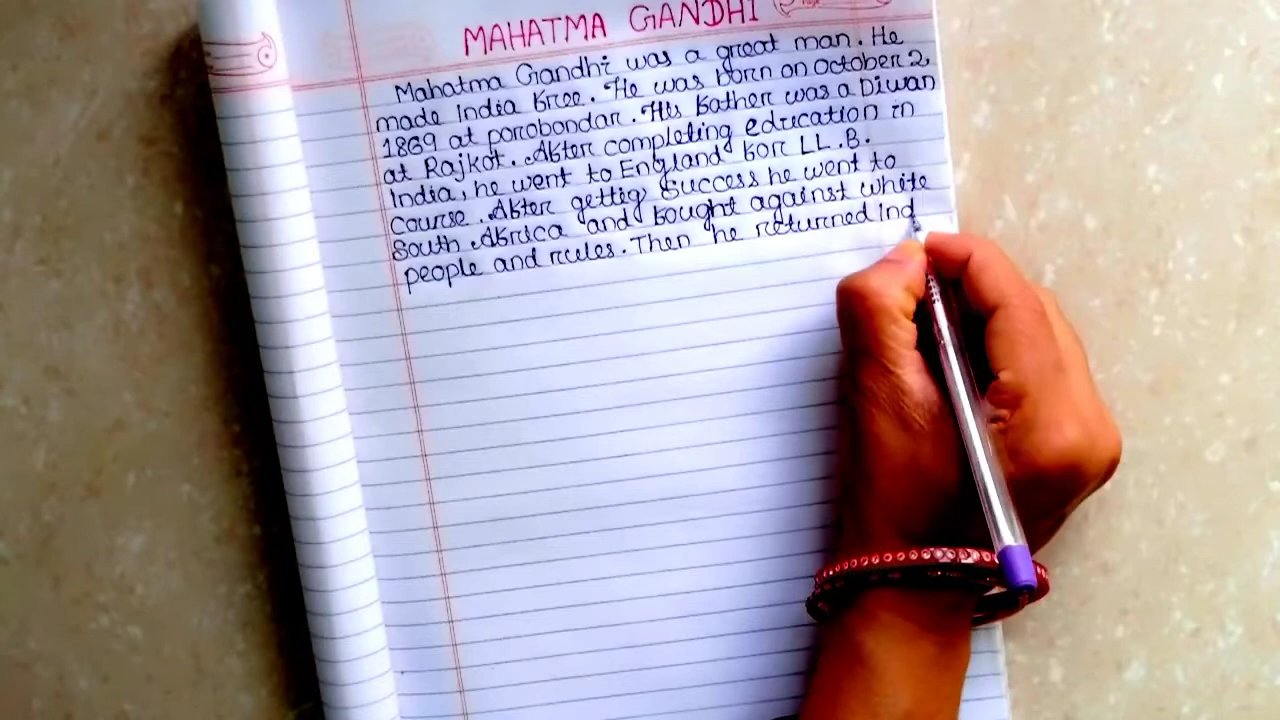 MAHATMA GANDHI
Mahatma Gandhi was a great man. He
made India free. He was born on October 2,
1869 at porobondar. His father was a Diwan
at Rajkot. After completing education in
India, he went to England for LL.B.
course. After gettig success he went to
South Africa and fought against white
people and rules. Then he returned Ind